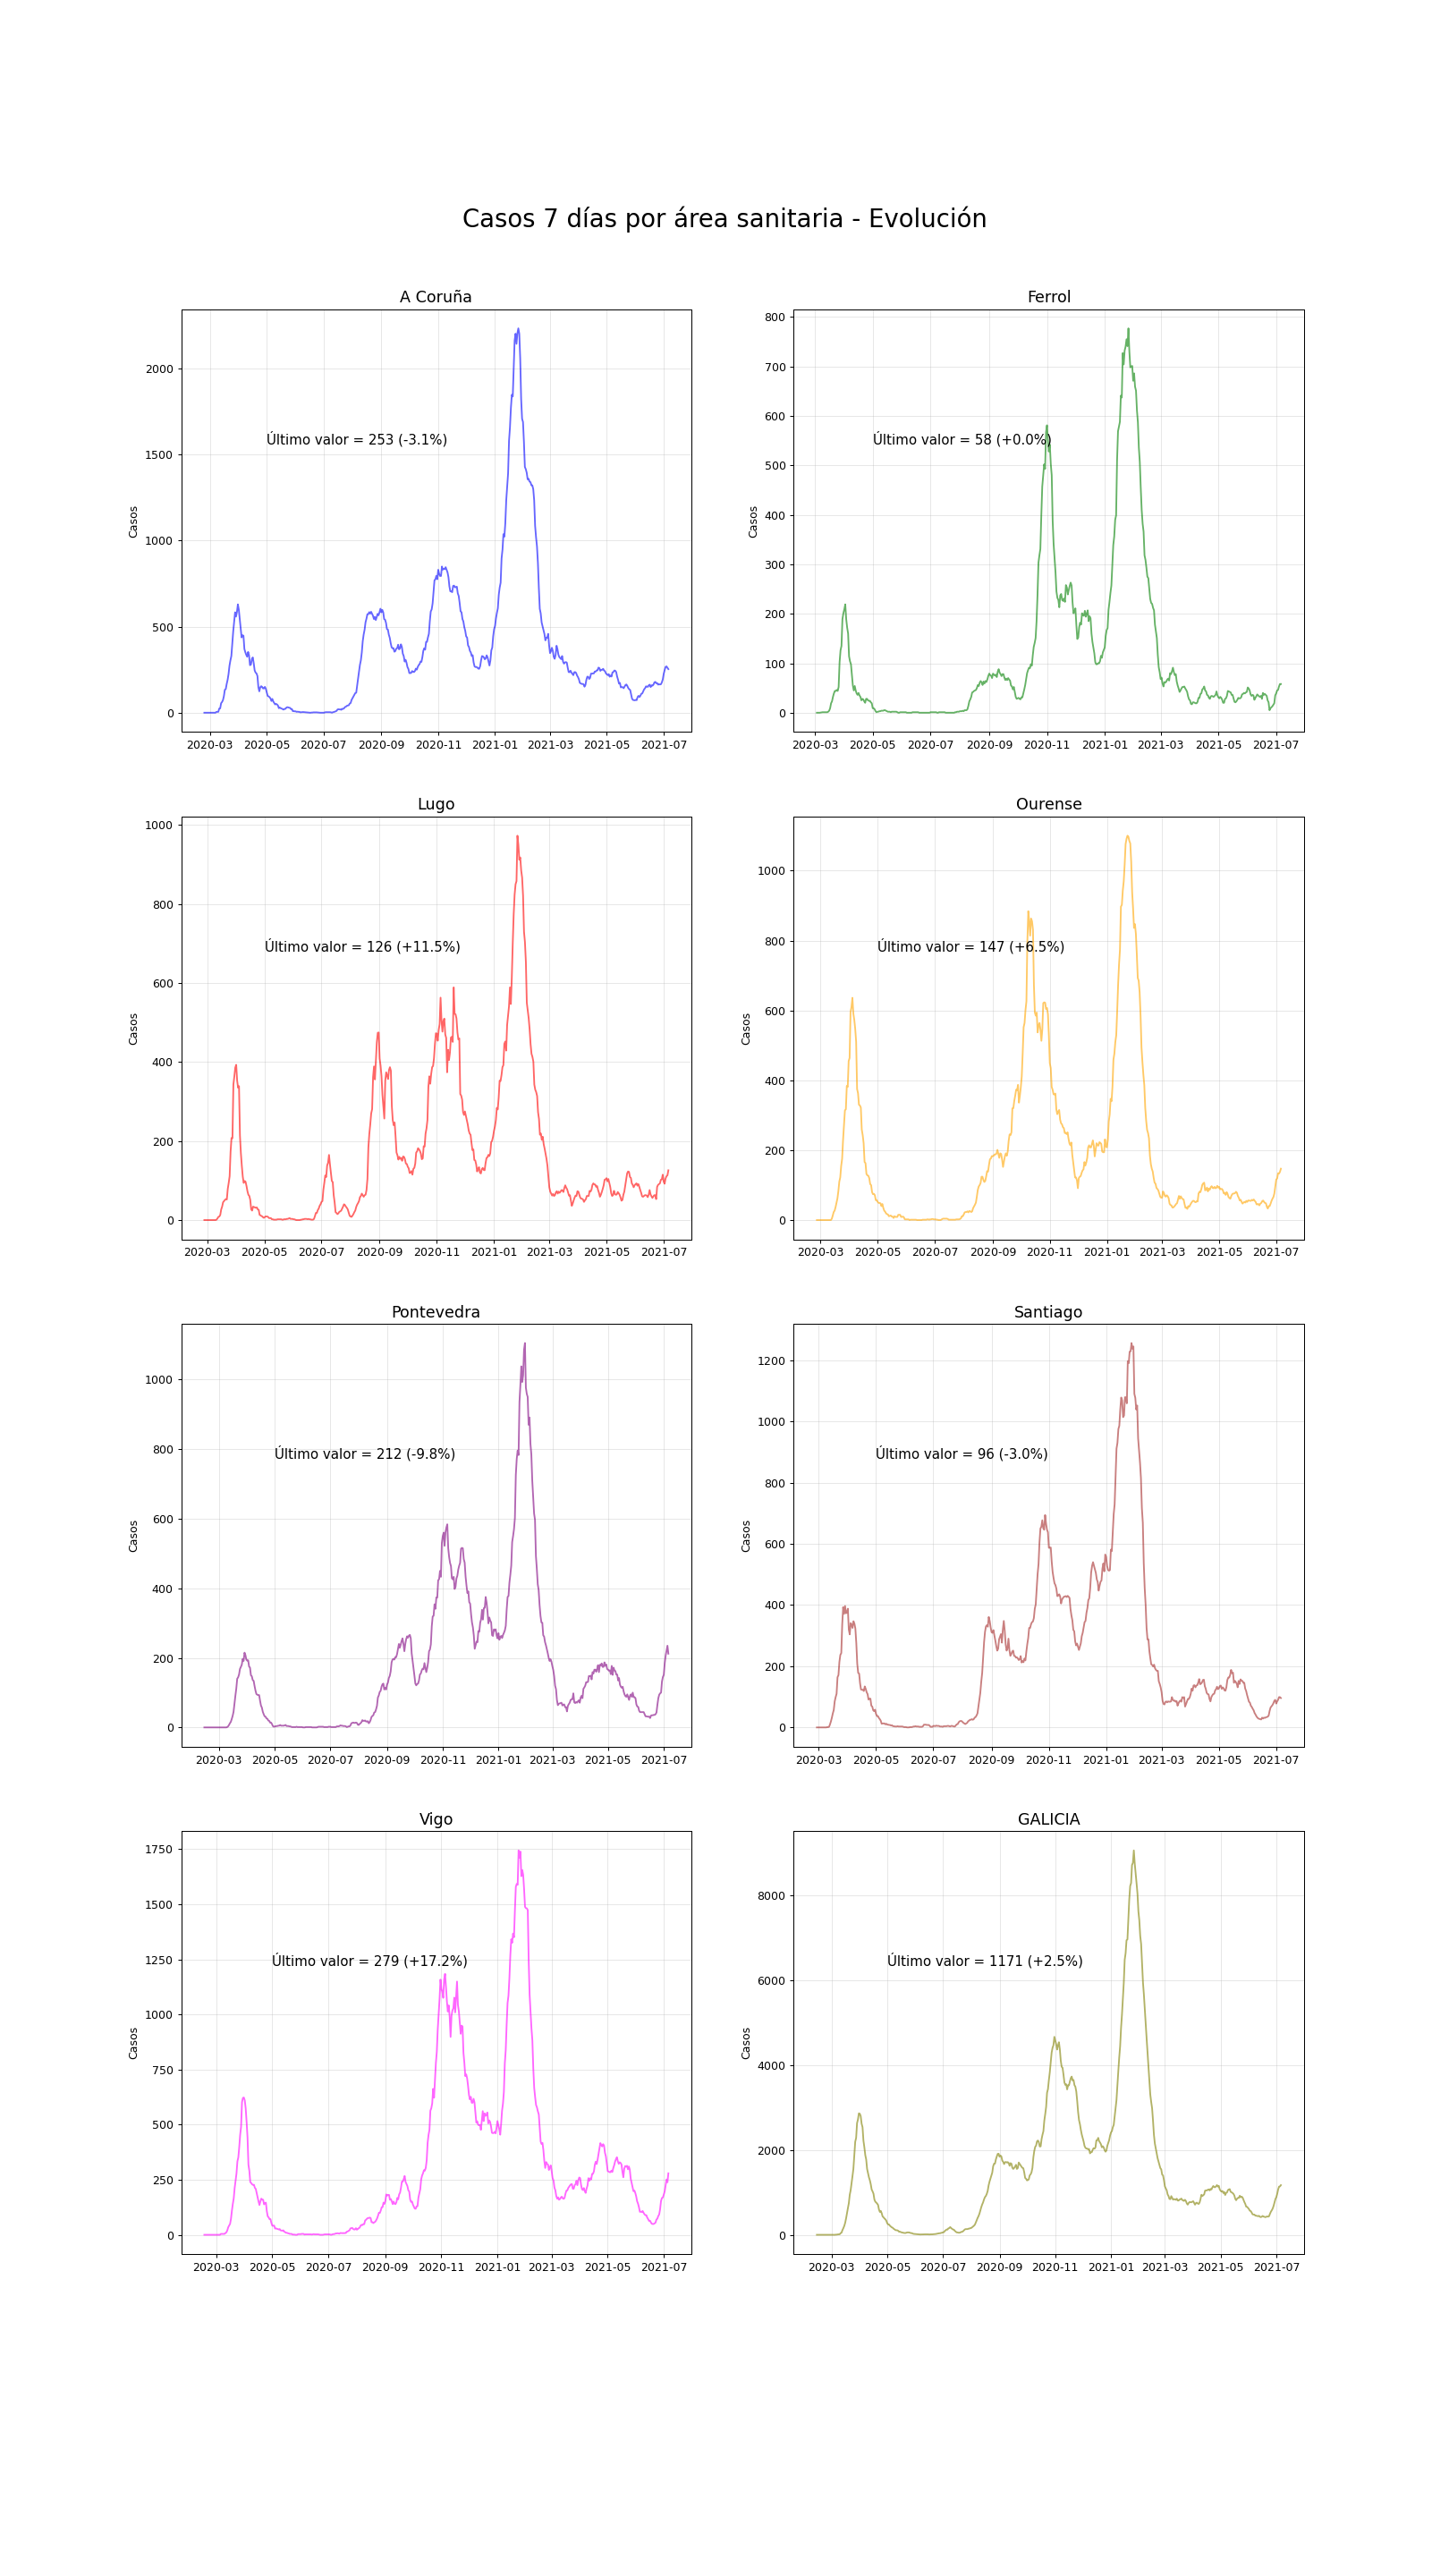 Casos 7 días por área sanitaria - Evolución
A Coruña
Casos
2000
1500
1000
500
0
Último valor = 253 (-3.1%)
2020-03 2020-05 2020-07 2020-09 2020-11 2021-01 2021-03 2021-05 2021-07
Ferrol
Casos
800
700
600
500
400
300
200
100
0
Último valor = 58 (+0.0%)
2020-03 2020-05 2020-07 2020-09 2020-11 2021-01 2021-03 2021-05 2021-07
Lugo
Casos
1000
800
600
400
200
0
Último valor = 126 (+11.5%)
2020-03 2020-05 2020-07 2020-09 2020-11 2021-01 2021-03 2021-05 2021-07
Ourense
Casos
1000
800
600
400
200
0
Último valor = 147 (+6.5%)
2020-03 2020-05 2020-07 2020-09 2020-11 2021-01 2021-03 2021-05 2021-07
Pontevedra
Casos
1000
800
600
400
200
0
Último valor = 212 (-9.8%)
2020-03 2020-05 2020-07 2020-09 2020-11 2021-01 2021-03 2021-05 2021-07
Santiago
Casos
1200
1000
800
600
400
200
0
Último valor = 96 (-3.0%)
2020-03 2020-05 2020-07 2020-09 2020-11 2021-01 2021-03 2021-05 2021-07
Vigo
Casos
1750
1500
1250
1000
750
500
250
0
Último valor = 279 (+17.2%)
2020-03 2020-05 2020-07 2020-09 2020-11 2021-01 2021-03 2021-05 2021-07
GALICIA
Casos
8000
6000
4000
2000
0
Último valor = 1171 (+2.5%)
2020-03 2020-05 2020-07 2020-09 2020-11 2021-01 2021-03 2021-05 2021-07